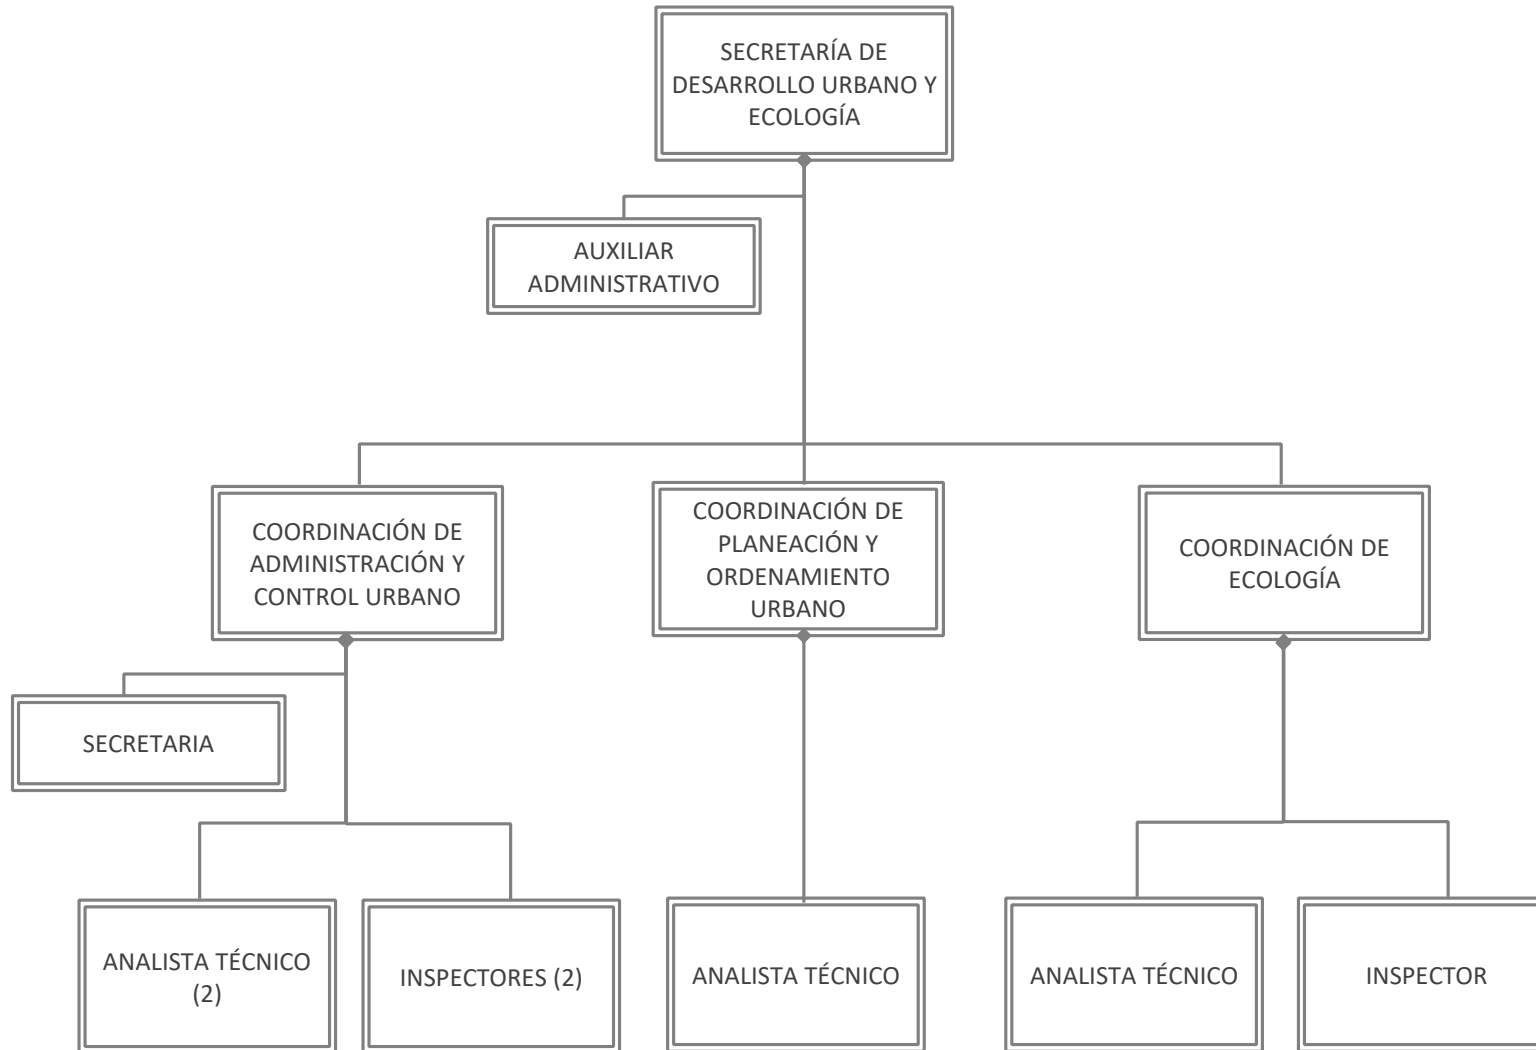 SECRETARÍA DE
DESARROLLO URBANO Y
ECOLOGÍA
AUXILIAR
ADMINISTRATIVO
COORDINACIÓN DE
ADMINISTRACIÓN Y
CONTROL URBANO
COORDINACIÓN DE
PLANEACIÓN Y
ORDENAMIENTO
URBANO
COORDINACIÓN DE
ECOLOGÍA
SECRETARIA
ANALISTA TÉCNICO
(2)
INSPECTORES (2)
ANALISTA TÉCNICO
ANALISTA TÉCNICO
INSPECTOR